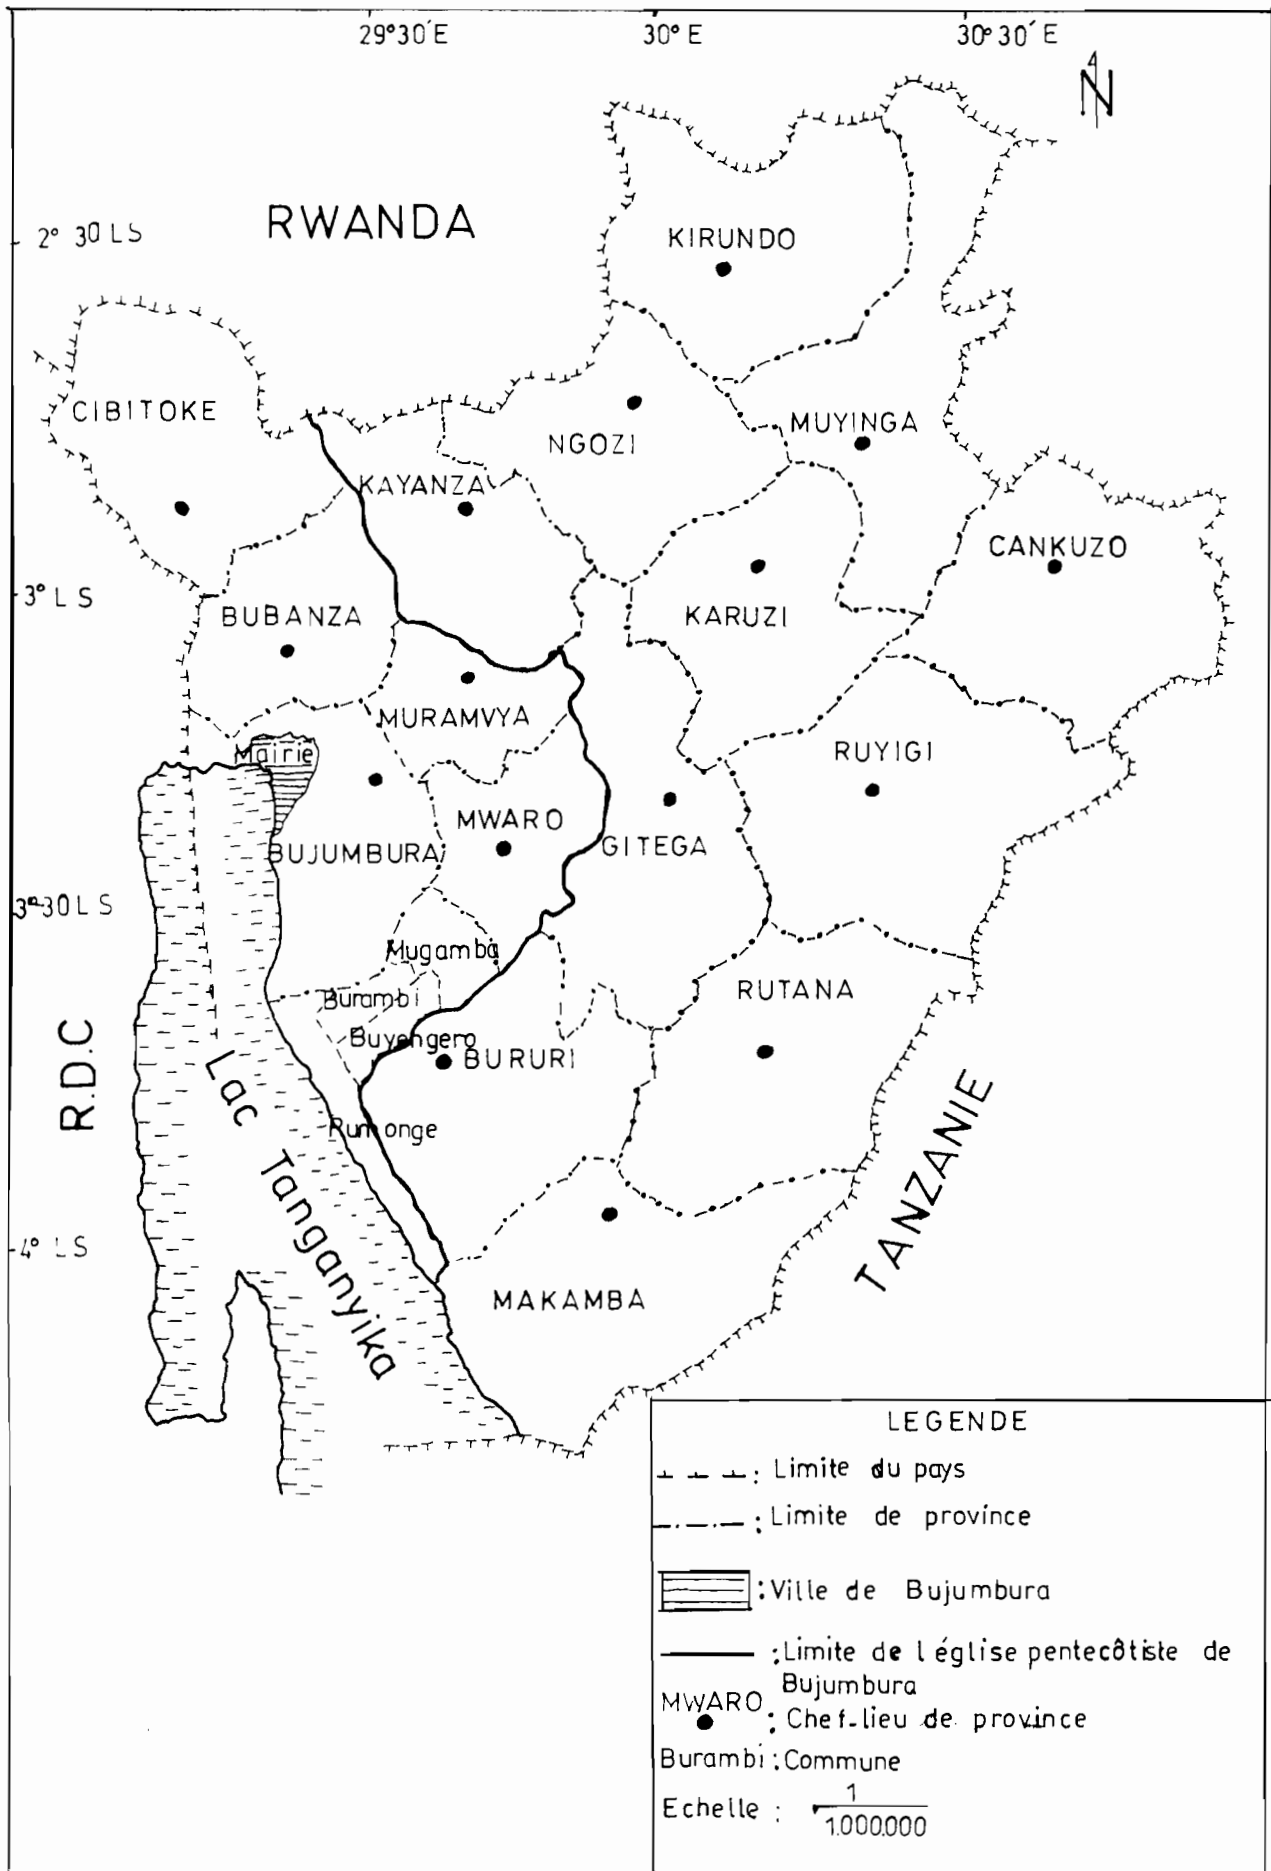 29°30'E 30°E 30°30'E
N
RWANDA
2° 30 LS
KIRUNDO
CIBITOKE
MUYINGA
NGOZI
KAYANZA
CANKUZO
3° LS
BUBANZA
KARUZI
MURAMVYA
Mairie
RUYIGI
MWARO
GITEGA
BUJUMBURA
3°30 LS
Mugamba
RUTANA
Burambi
Buyengero
BURURI
R.D.C
Lac Tanganyika
Rumonge
TANZANIE
4° LS
MAKAMBA
LEGENDE
: Limite du pays
: Limite de province
: Ville de Bujumbura
: Limite de l église pentecôtiste de
Bujumbura
MWARO
: Chef-lieu de province
Burambi : Commune
Echelle : 1
1.000.000